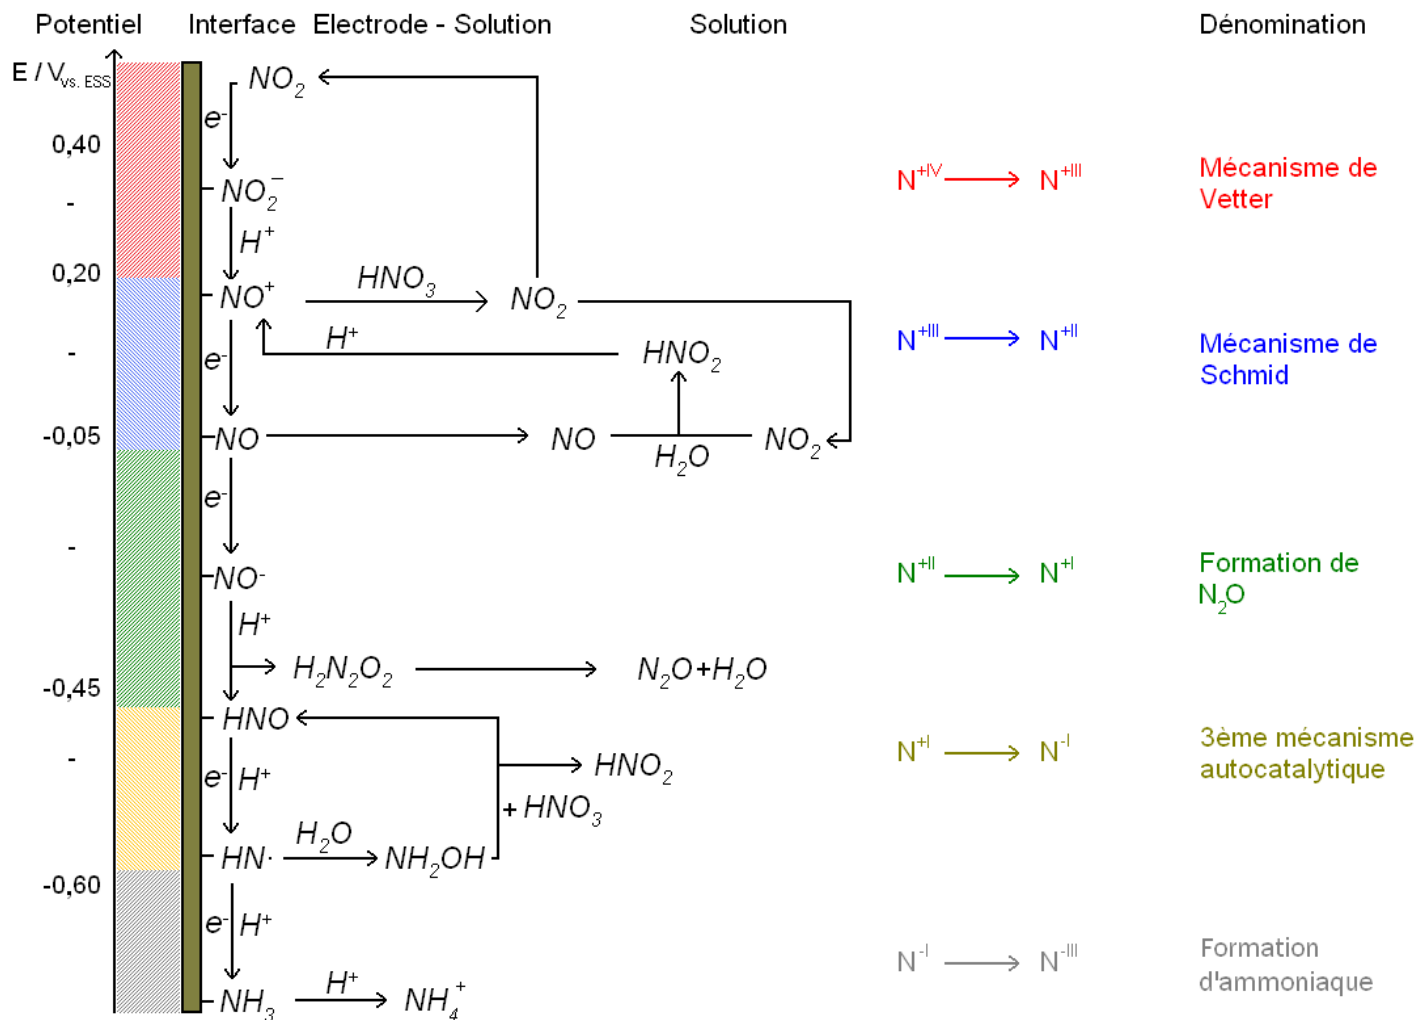 Potentiel Interface Electrode - Solution Solution Dénomination
E / V vs. ESS
NO₂
e⁻
0,40
NO₂⁻
N⁺ᴵⱽ N⁺ᴵᴵᴵ
Mécanisme de
Vetter
-
H⁺
0,20
NO⁺ HNO₃ NO₂
H⁺ HNO₂
N⁺ᴵᴵᴵ N⁺ᴵᴵ
Mécanisme de
Schmid
-
e⁻
-0,05
NO NO NO₂
H₂O
e⁻
-
NO⁻
N⁺ᴵᴵ N⁺ᴵ
Formation de
N₂O
H⁺
H₂N₂O₂ N₂O+H₂O
-0,45
HNO
N⁺ᴵ N⁻ᴵ
3ème mécanisme
autocatalytique
-
e⁻ H⁺
HNO₂
+ HNO₃
H₂O
HN· NH₂OH
-0,60
e⁻ H⁺
N⁻ᴵ N⁻ᴵᴵᴵ
Formation
d'ammoniaque
NH₃ H⁺ NH₄⁺